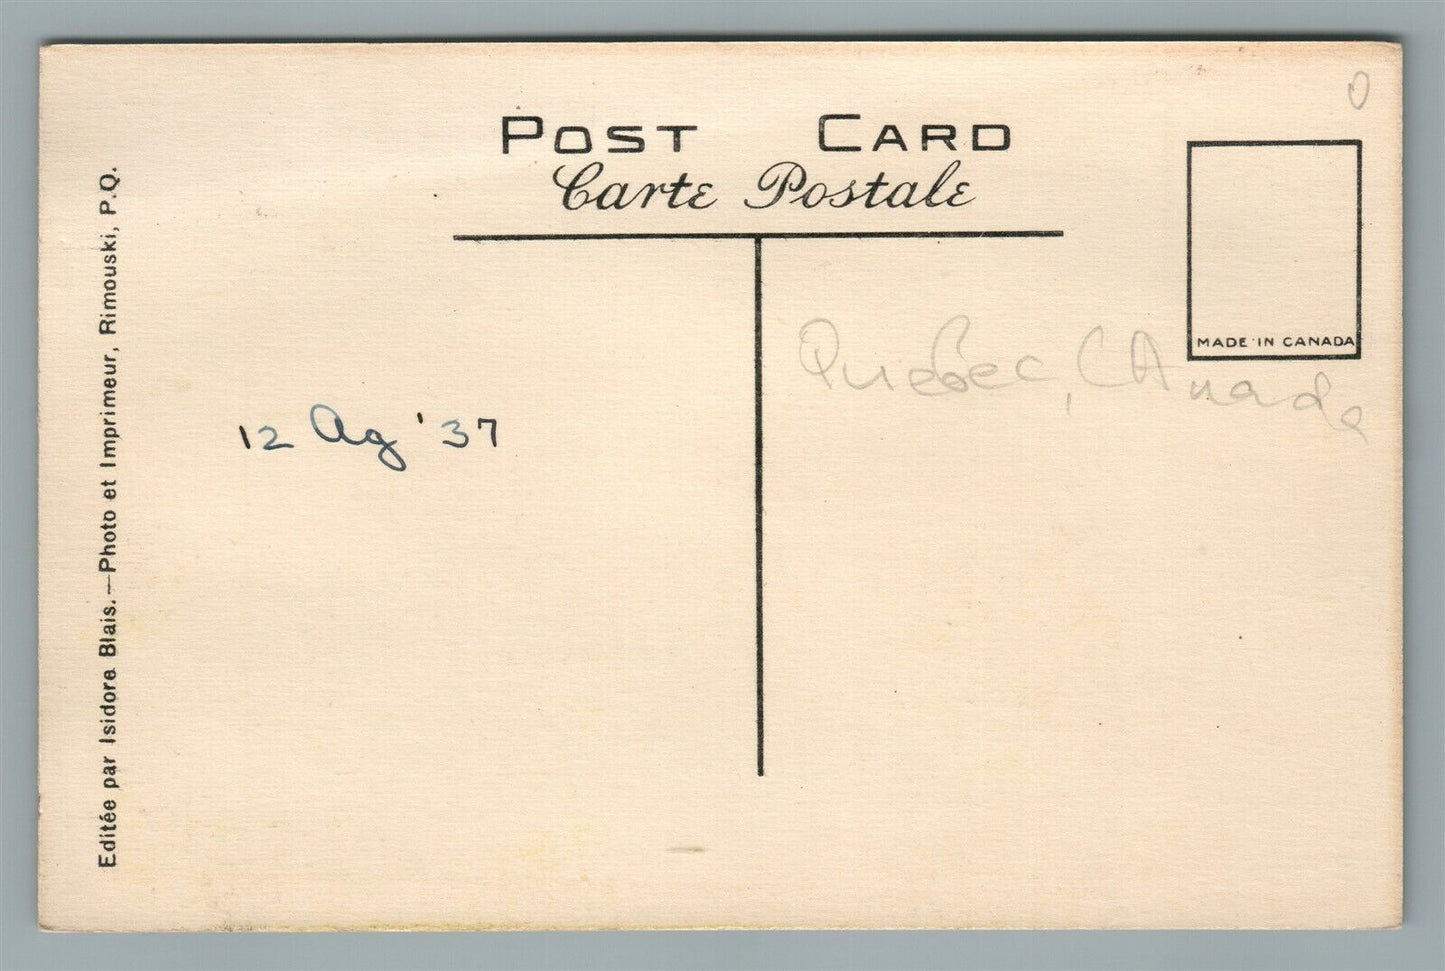 POST CARD
Carte Postale
Editée par Isidore Blais.—Photo et Imprimeur, Rimouski, P.Q.
MADE IN CANADA
Quebec, CAnada
12 Ag '37
0